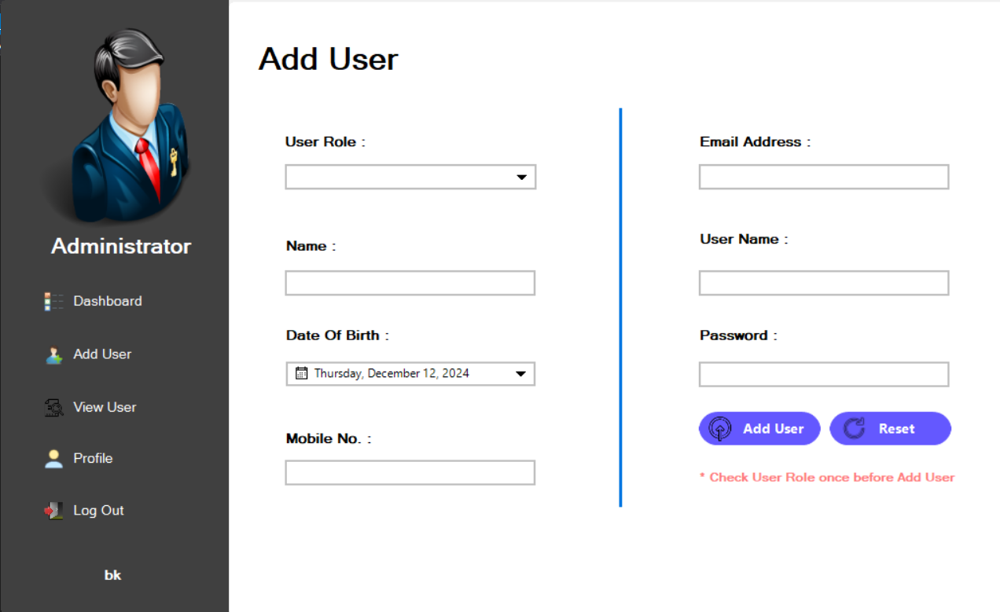 Administrator
Dashboard
Add User
View User
Profile
Log Out
bk
Add User
User Role :
Name :
Date Of Birth :
Thursday, December 12, 2024
Mobile No. :
Email Address :
User Name :
Password :
Add User
Reset
* Check User Role once before Add User